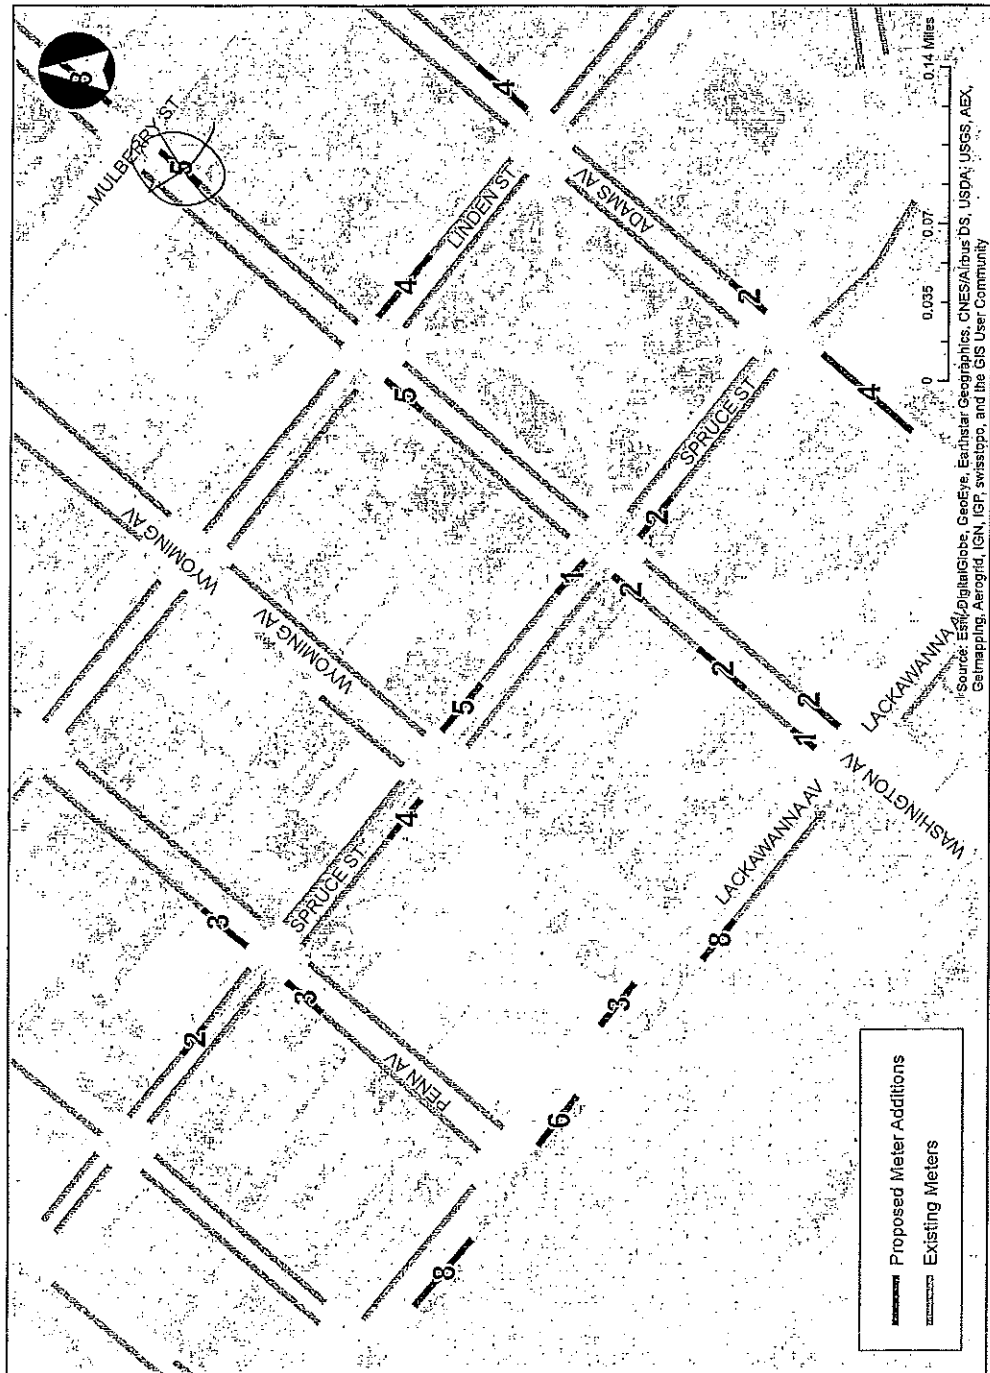 8
MULBERRY ST
5
4
LINDEN ST
4
ADAMS AV
2
5
WYOMING AV
WYOMING AV
SPRUCE ST
2
4
1
5
2
2
2
1
LACKAWANNA AV
WASHINGTON AV
LACKAWANNA AV
8
3
6
8
SPRUCE ST
4
3
3
2
PENN AV
Proposed Meter Additions
Existing Meters
0 0.035 0.07 0.14 Miles
Source: Esri, DigitalGlobe, GeoEye, Earthstar Geographics, CNES/Airbus DS, USDA, USGS, AEX,
Getmapping, Aerogrid, IGN, IGP, swisstopo, and the GIS User Community